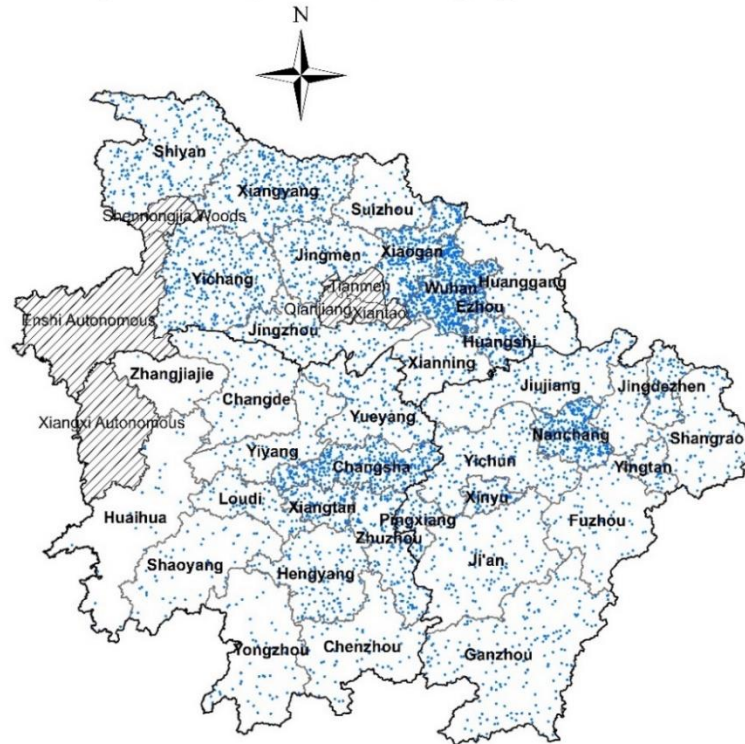 N
Shiyan
Xiangyang
Suizhou
Shennongjia Woods
Jingmen
Xiaogan
Yichang
Tianmen
Wuhan
Huanggang
Qianjiang
Xiantao
Ezhou
Enshi Autonomous
Jingzhou
Huangshi
Xianning
Zhangjiajie
Jiujiang
Jingdezhen
Changde
Yueyang
Xiangxi Autonomous
Nanchang
Shangrao
Yiyang
Changsha
Yichun
Yingtan
Loudi
Xiangtan
Xinyu
Huaihua
Pingxiang
Fuzhou
Zhuzhou
Shaoyang
Ji'an
Hengyang
Yongzhou
Chenzhou
Ganzhou